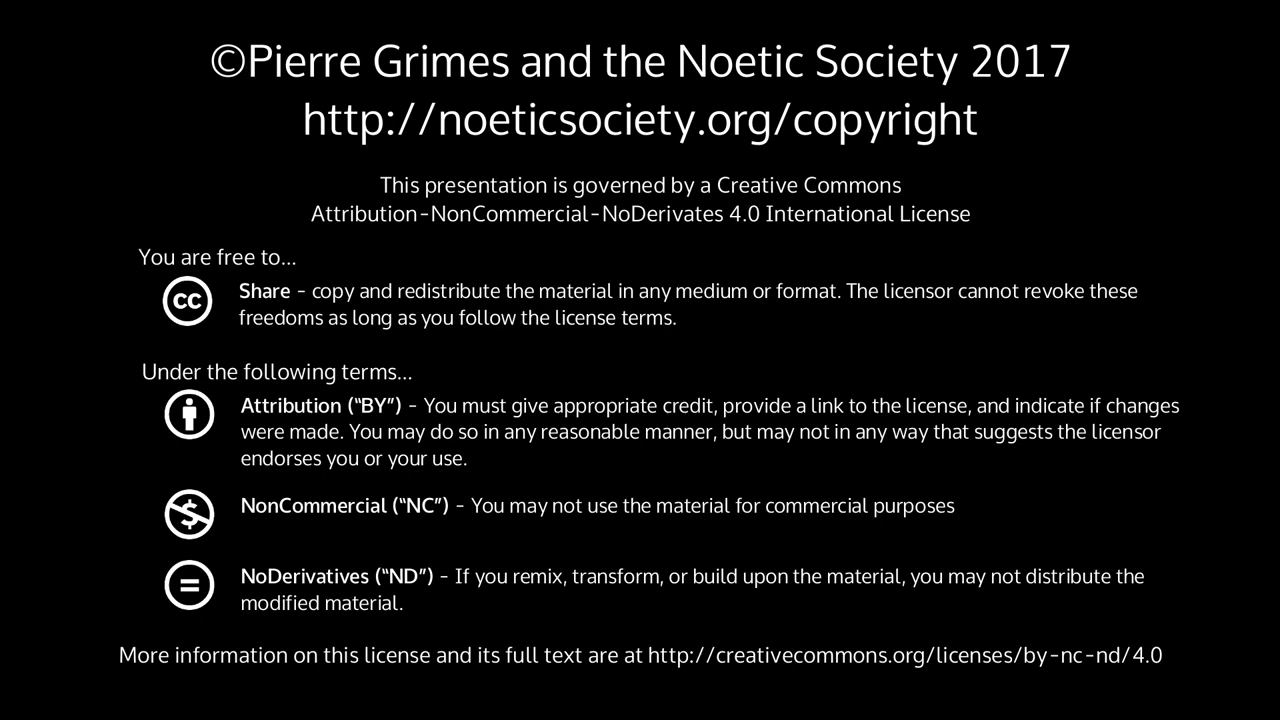 ©Pierre Grimes and the Noetic Society 2017
http://noeticsociety.org/copyright
This presentation is governed by a Creative Commons
Attribution-NonCommercial-NoDerivates 4.0 International License
You are free to...
cc
Share - copy and redistribute the material in any medium or format. The licensor cannot revoke these
freedoms as long as you follow the license terms.
Under the following terms...
Attribution (“BY”) - You must give appropriate credit, provide a link to the license, and indicate if changes
were made. You may do so in any reasonable manner, but may not in any way that suggests the licensor
endorses you or your use.
$
NonCommercial (“NC”) - You may not use the material for commercial purposes
=
NoDerivatives (“ND”) - If you remix, transform, or build upon the material, you may not distribute the
modified material.
More information on this license and its full text are at http://creativecommons.org/licenses/by-nc-nd/4.0